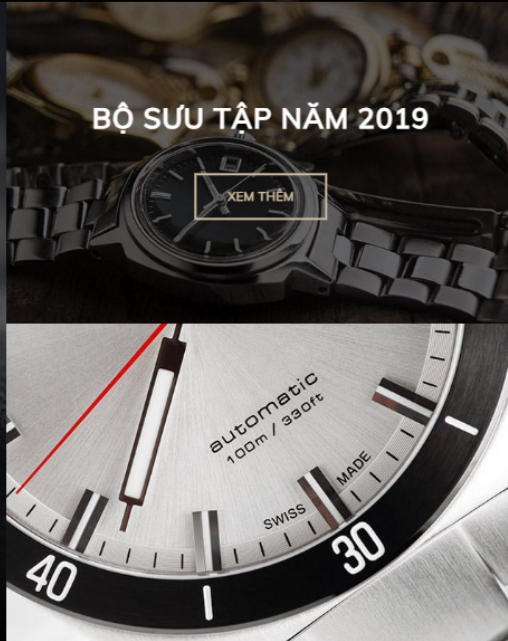 BỘ SƯU TẬP NĂM 2019
XEM THÊM
automatic
100m / 330ft
SWISS MADE
30
40